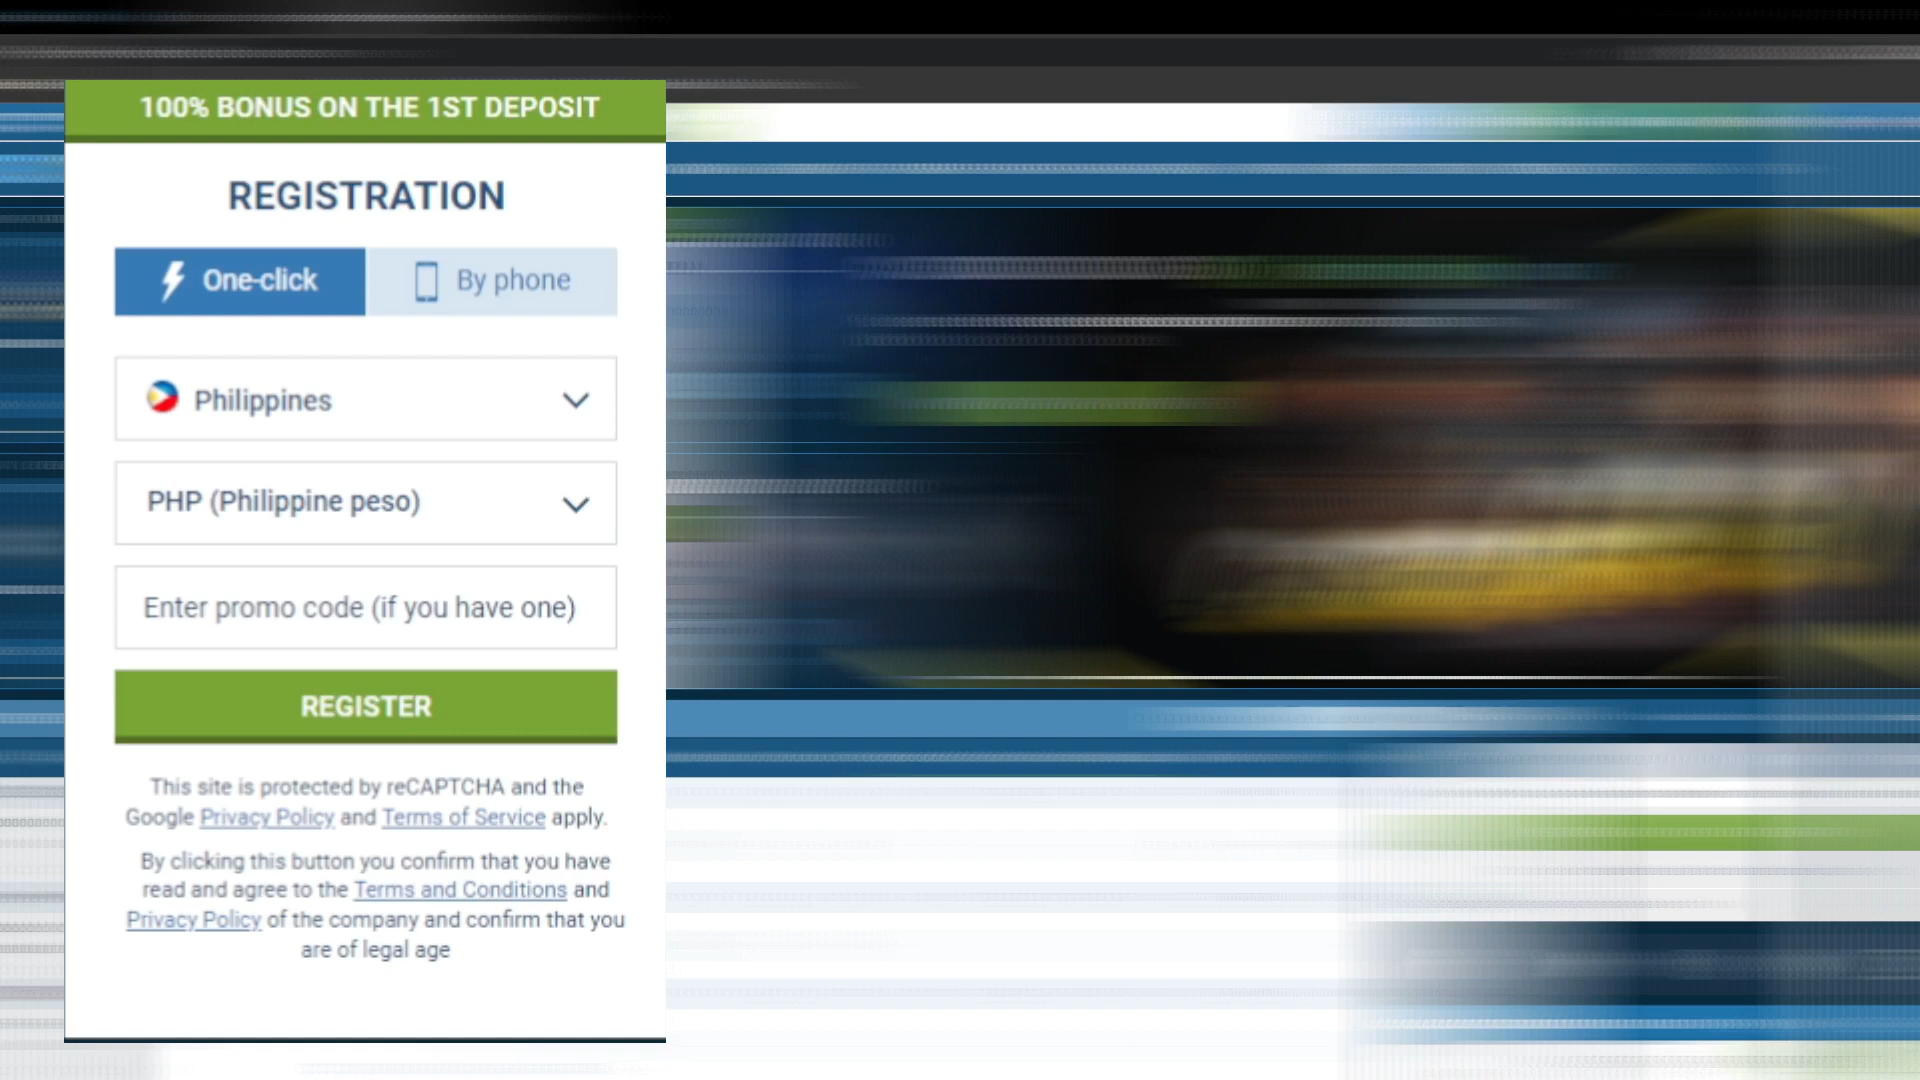 100% BONUS ON THE 1ST DEPOSIT
REGISTRATION
One-click
By phone
Philippines
PHP (Philippine peso)
Enter promo code (if you have one)
REGISTER
This site is protected by reCAPTCHA and the
Google Privacy Policy and Terms of Service apply.
By clicking this button you confirm that you have
read and agree to the Terms and Conditions and
Privacy Policy of the company and confirm that you
are of legal age